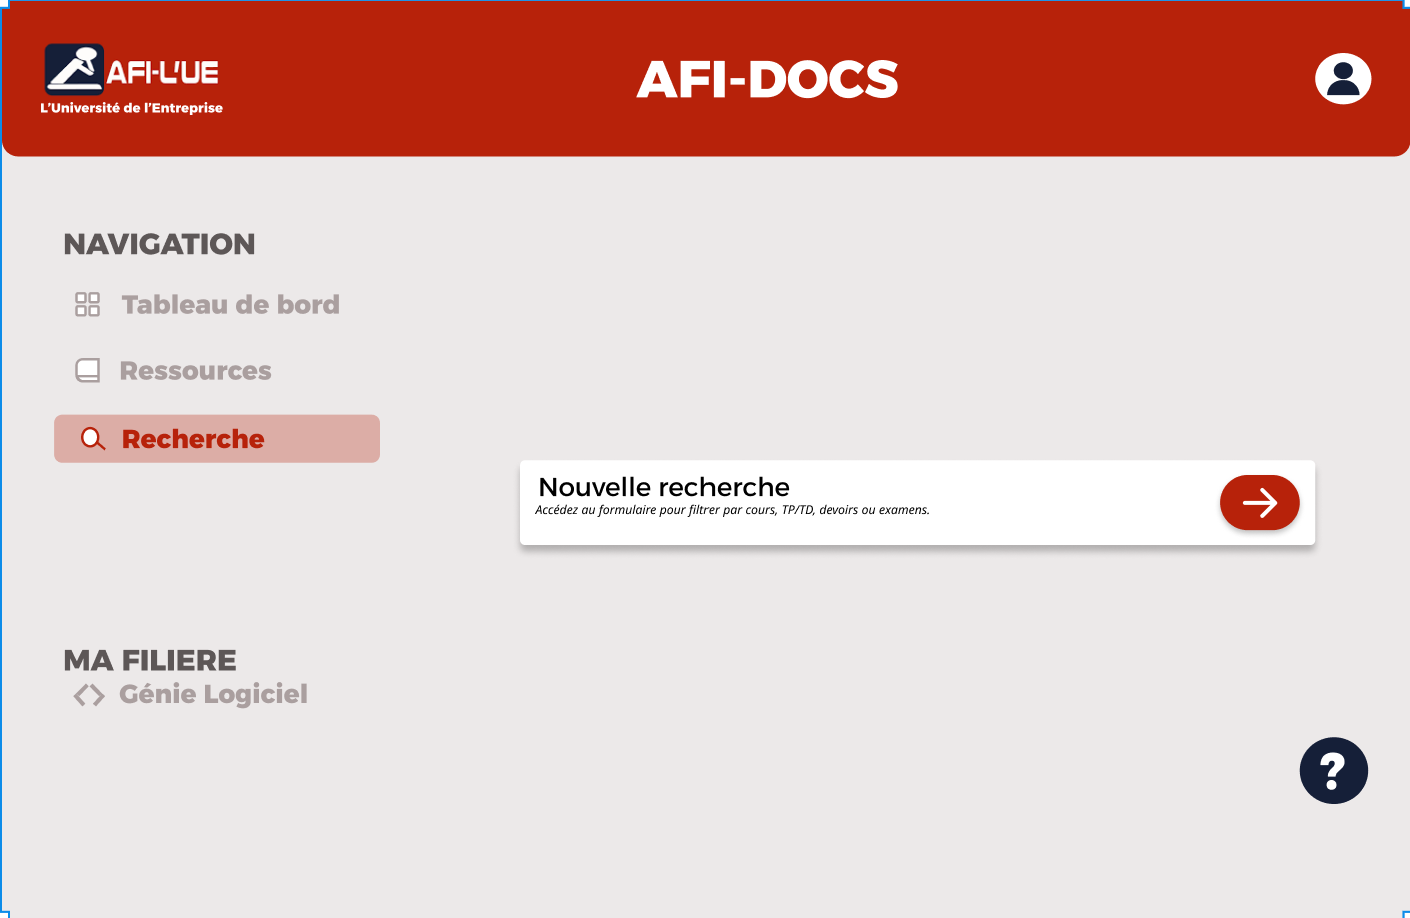 AFI-L'UE
L'Université de l'Entreprise
AFI-DOCS
NAVIGATION
Tableau de bord
Ressources
Recherche
Nouvelle recherche
Accédez au formulaire pour filtrer par cours, TP/TD, devoirs ou examens.
MA FILIERE
Génie Logiciel
?